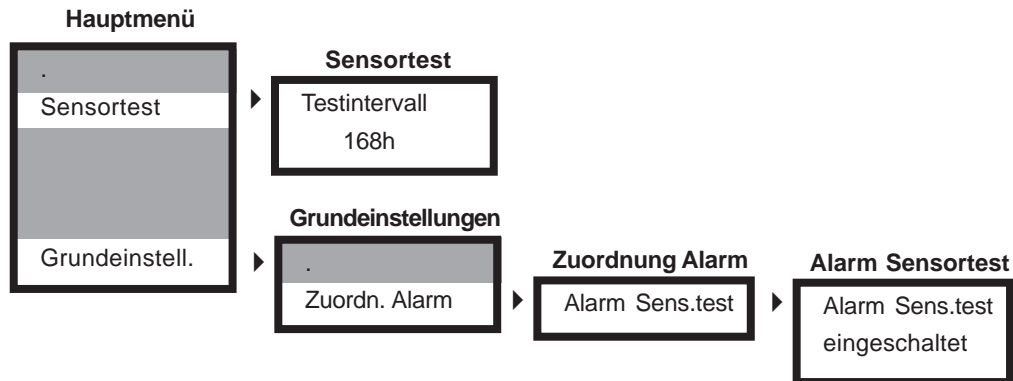 Hauptmenü
.
Sensortest
Grundeinstell.
Sensortest
Testintervall
168h
Grundeinstellungen
.
Zuordn. Alarm
Zuordnung Alarm
Alarm Sens.test
Alarm Sensortest
Alarm Sens.test
eingeschaltet